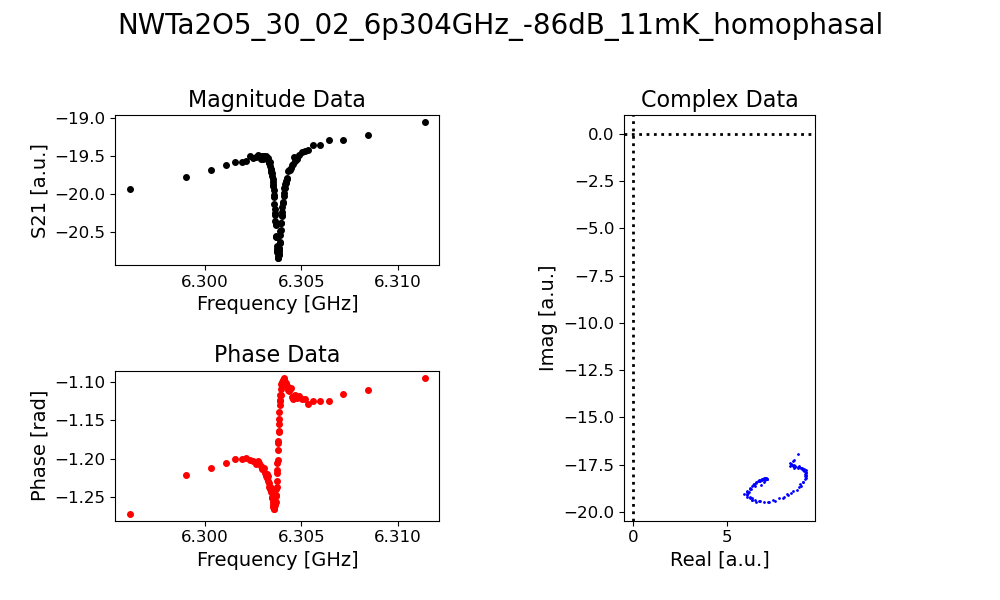 NWTa2O5_30_02_6p304GHz_-86dB_11mK_homophasal
Magnitude Data
−19.0
−19.5
−20.0
−20.5
S21 [a.u.]
6.300
6.305
6.310
Frequency [GHz]
Phase Data
−1.10
−1.15
−1.20
−1.25
Phase [rad]
6.300
6.305
6.310
Frequency [GHz]
Complex Data
0.0
−2.5
−5.0
−7.5
−10.0
−12.5
−15.0
−17.5
−20.0
Imag [a.u.]
0
5
Real [a.u.]